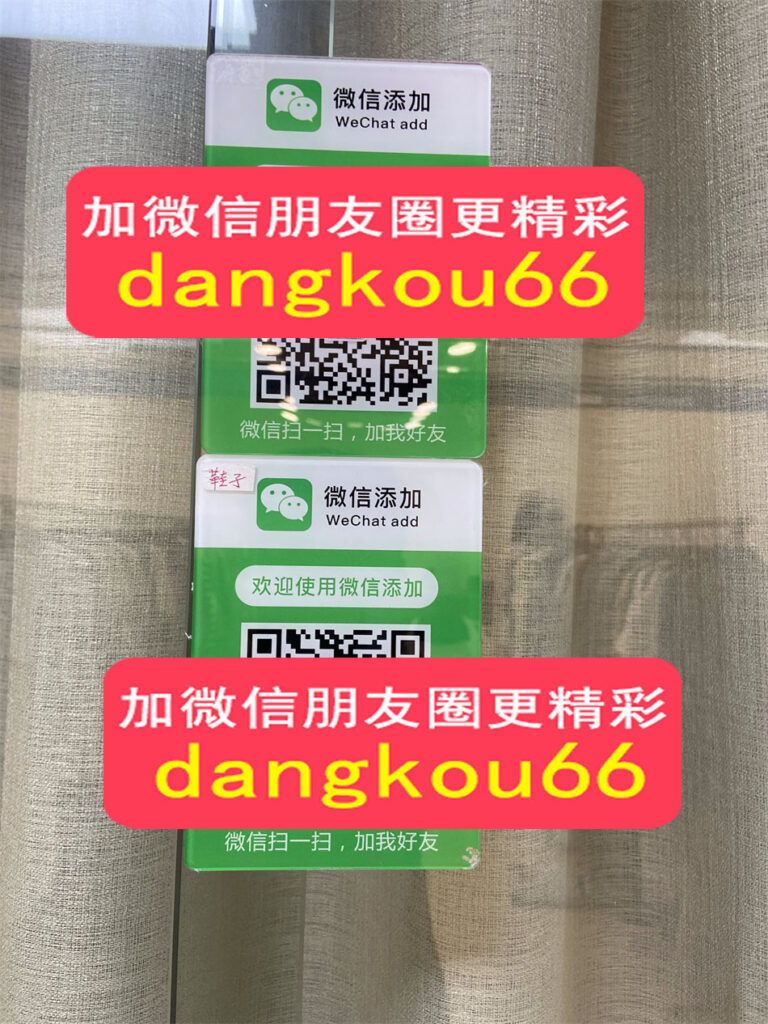 微信添加
WeChat add
加微信朋友圈更精彩
dangkou66
微信扫一扫，加我好友
鞋子
微信添加
WeChat add
欢迎使用微信添加
加微信朋友圈更精彩
dangkou66
微信扫一扫，加我好友